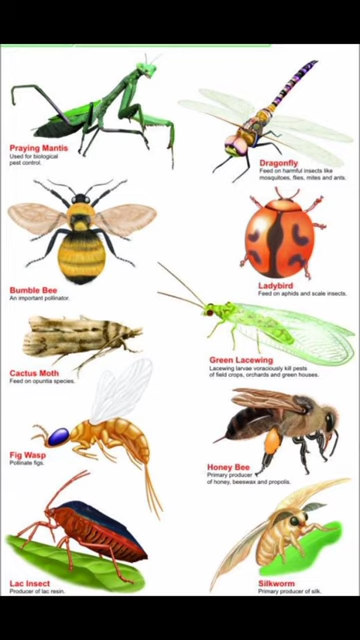 Praying Mantis
Used for biological
pest control.
Dragonfly
Feed on harmful insects like
mosquitoes, flies, mites and ants.
Bumble Bee
An important pollinator.
Ladybird
Feed on aphids and scale insects.
Cactus Moth
Feed on opuntia species.
Green Lacewing
Lacewing larvae voraciously kill pests
of field crops, orchards and green houses.
Fig Wasp
Pollinate figs.
Honey Bee
Primary producer
of honey, beeswax and propolis.
Lac Insect
Producer of lac resin.
Silkworm
Primary producer of silk.